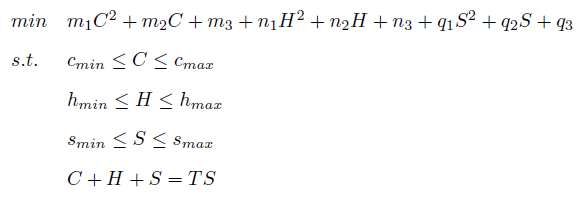 min m₁C² + m₂C + m₃ + n₁H² + n₂H + n₃ + q₁S² + q₂S + q₃
s.t. c_min ≤ C ≤ c_max
h_min ≤ H ≤ h_max
s_min ≤ S ≤ s_max
C + H + S = TS